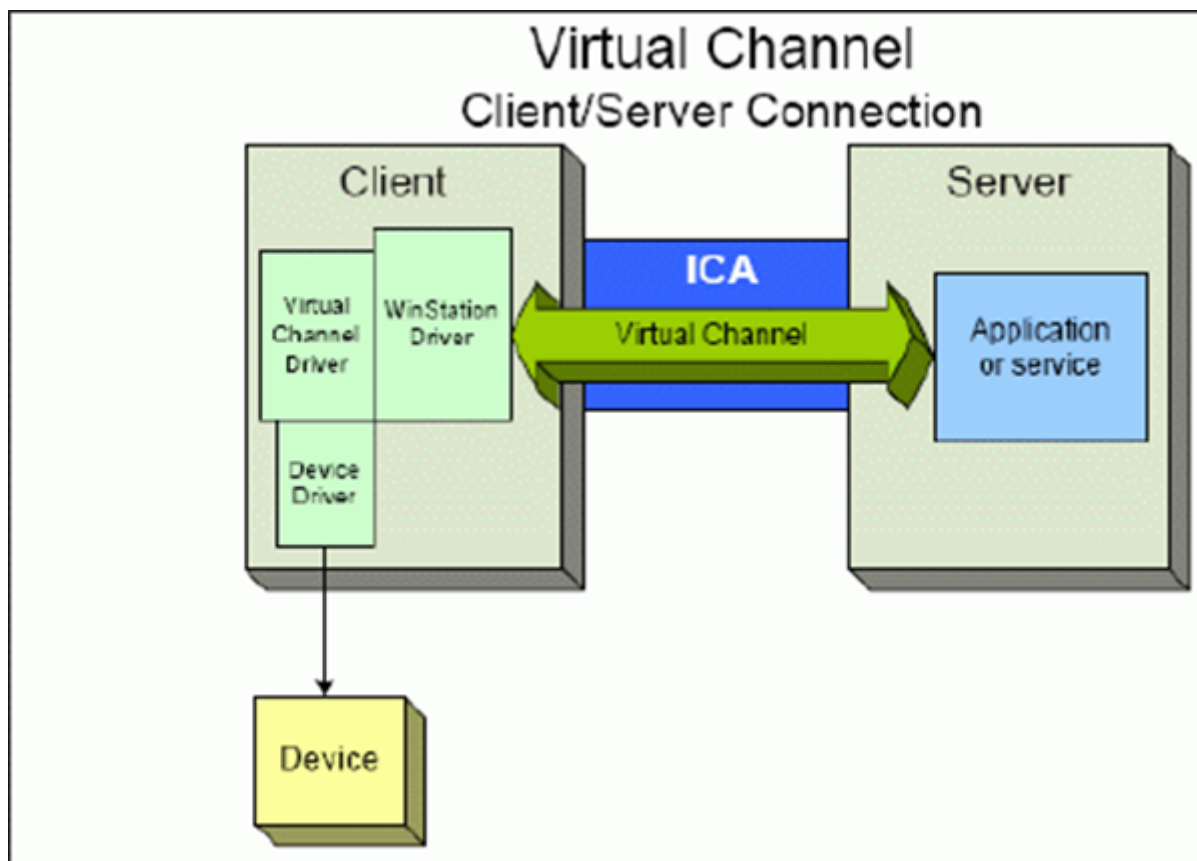 Virtual Channel
Client/Server Connection
Client
Server
ICA
Virtual
Channel
Driver
WinStation
Driver
Virtual Channel
Application
or service
Device
Driver
Device